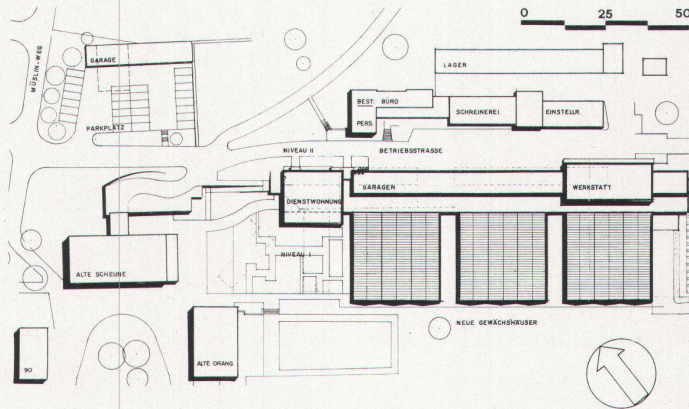 0 25 50
MÜSLIN-WEG
GARAGE
LAGER
BEST: BÜRO
PERS.
SCHREINEREI
EINSTELLR.
PARKPLATZ
NIVEAU II
BETRIEBSSTRASSE
DIENSTWOHNUNG
GARAGEN
WERKSTATT
NIVEAU I
ALTE SCHEUNE
NEUE GEWÄCHSHÄUSER
ALTE ORANG.
90